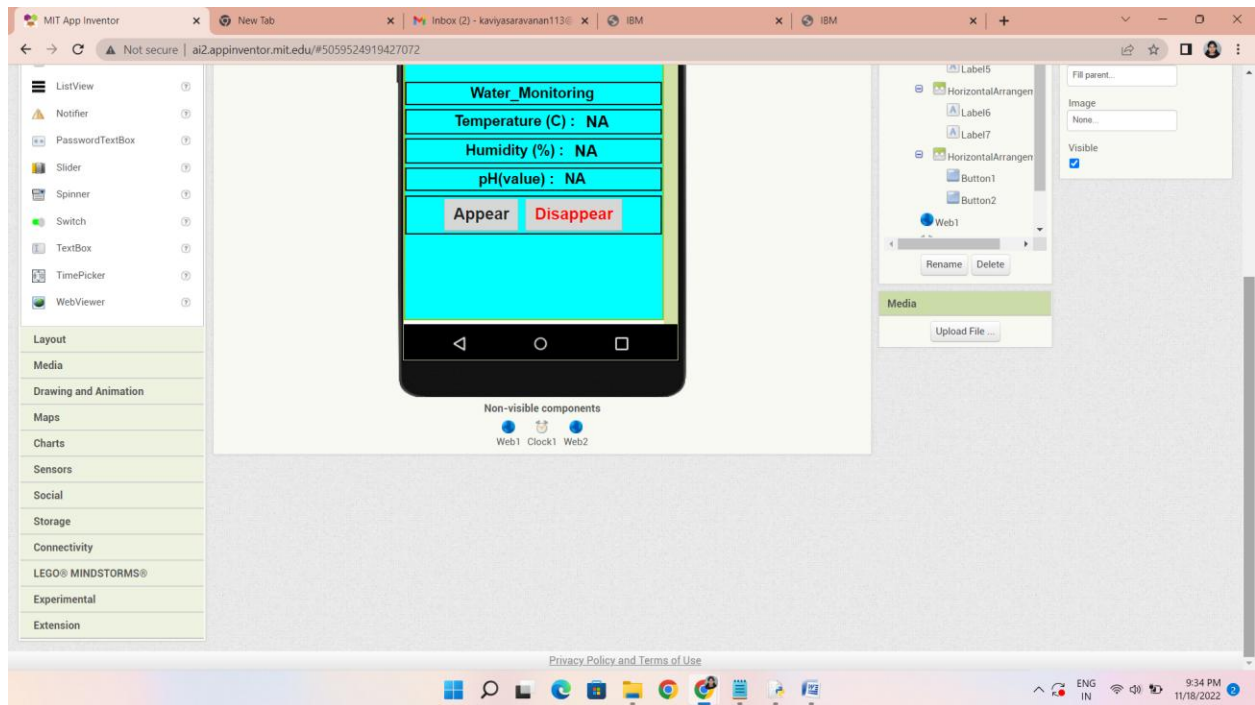 MIT App Inventor
New Tab
Inbox (2) - kaviyasaravanan113@
IBM
IBM
Not secure | ai2.appinventor.mit.edu/#5059524919427072
ListView
Notifier
PasswordTextBox
Slider
Spinner
Switch
TextBox
TimePicker
WebViewer
Layout
Media
Drawing and Animation
Maps
Charts
Sensors
Social
Storage
Connectivity
LEGO® MINDSTORMS®
Experimental
Extension
Water_Monitoring
Temperature (C) : NA
Humidity (%) : NA
pH(value) : NA
Appear Disappear
Non-visible components
Web1 Clock1 Web2
Label5
HorizontalArrangem
Label6
Label7
HorizontalArrangem
Button1
Button2
Web1
Rename Delete
Media
Upload File ...
Fill parent...
Image
None...
Visible
Privacy Policy and Terms of Use
ENG
IN
9:34 PM
11/18/2022
2